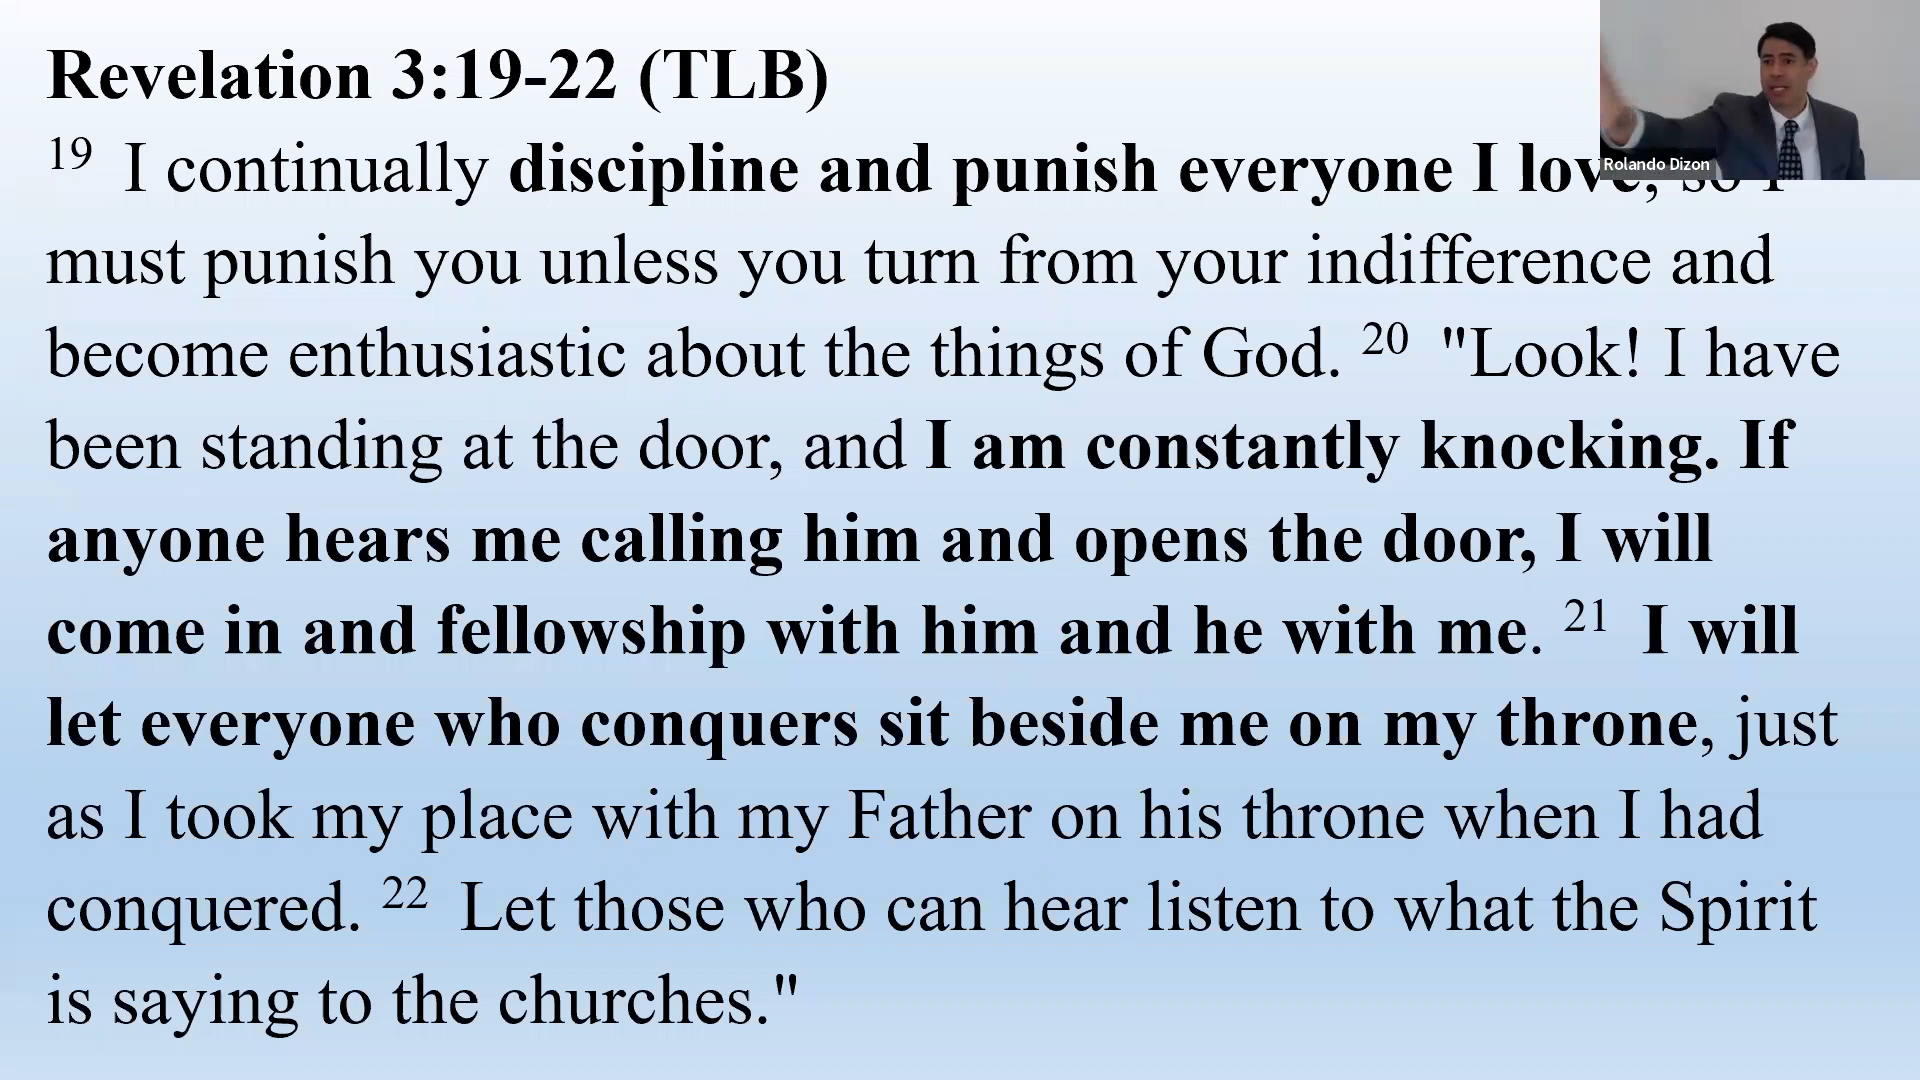 Revelation 3:19-22 (TLB)
19 I continually discipline and punish everyone I love, so I
Rolando Dizon
must punish you unless you turn from your indifference and
become enthusiastic about the things of God. 20 "Look! I have
been standing at the door, and I am constantly knocking. If
anyone hears me calling him and opens the door, I will
come in and fellowship with him and he with me. 21 I will
let everyone who conquers sit beside me on my throne, just
as I took my place with my Father on his throne when I had
conquered. 22 Let those who can hear listen to what the Spirit
is saying to the churches."